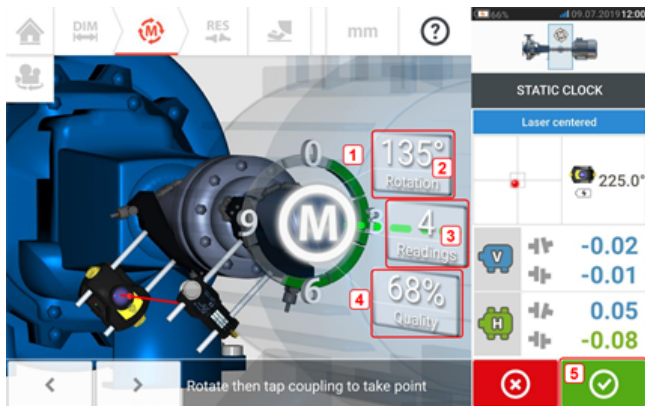 DIM
M
RES
mm
?
66%
09.07.2019 12:00
STATIC CLOCK
Laser centered
225.0°
0
3
6
9
M
1
135°
2
Rotation
3
4
Readings
4
68%
Quality
V
-0.02
-0.01
H
0.05
-0.08
Rotate then tap coupling to take point
5